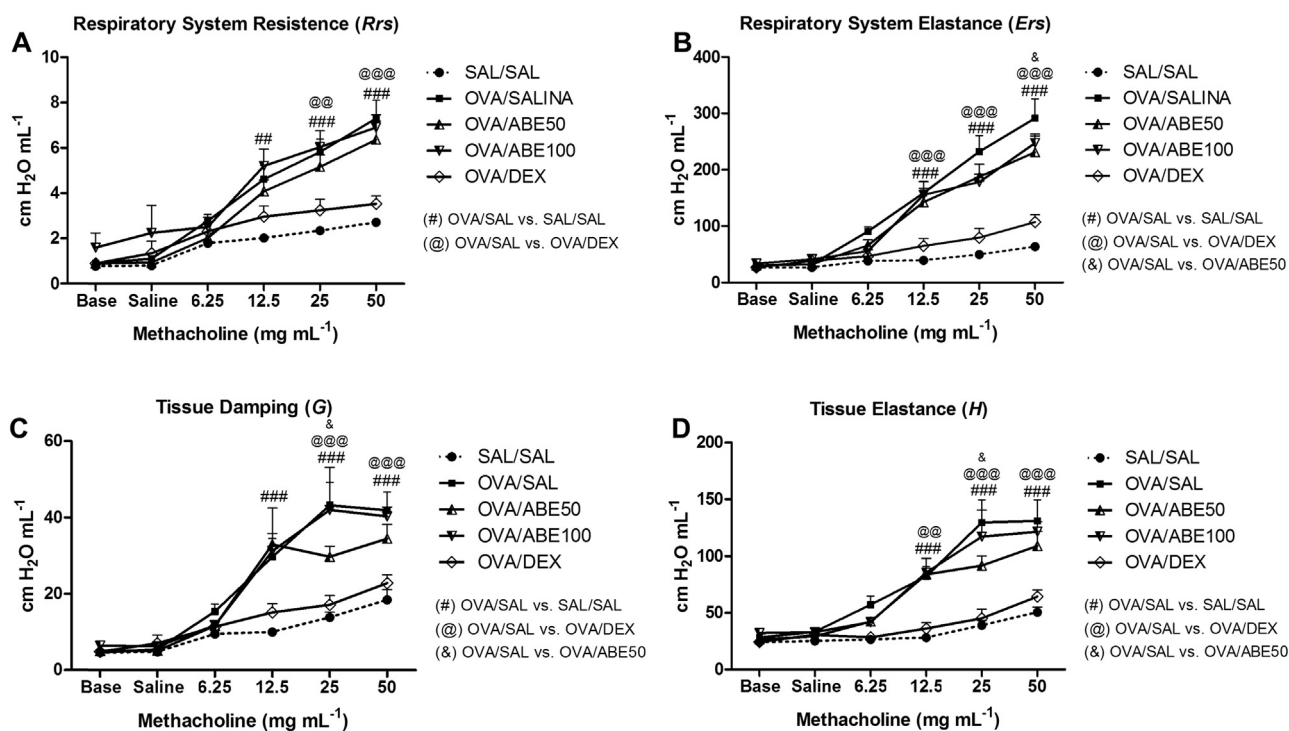 A
Respiratory System Resistence (Rrs)
cm H2O mL-1
10
8
6
4
2
0
##
@@
###
@@@
###
Base Saline 6.25 12.5 25 50
Methacholine (mg mL-1)
SAL/SAL
OVA/SALINA
OVA/ABE50
OVA/ABE100
OVA/DEX
(#) OVA/SAL vs. SAL/SAL
(@) OVA/SAL vs. OVA/DEX
B
Respiratory System Elastance (Ers)
cm H2O mL-1
400
300
200
100
0
@@@
###
@@@
###
&
@@@
###
Base Saline 6.25 12.5 25 50
Methacholine (mg mL-1)
SAL/SAL
OVA/SALINA
OVA/ABE50
OVA/ABE100
OVA/DEX
(#) OVA/SAL vs. SAL/SAL
(@) OVA/SAL vs. OVA/DEX
(&) OVA/SAL vs. OVA/ABE50
C
Tissue Damping (G)
cm H2O mL-1
60
40
20
0
###
&
@@@
###
@@@
###
Base Saline 6.25 12.5 25 50
Methacholine (mg mL-1)
SAL/SAL
OVA/SAL
OVA/ABE50
OVA/ABE100
OVA/DEX
(#) OVA/SAL vs. SAL/SAL
(@) OVA/SAL vs. OVA/DEX
(&) OVA/SAL vs. OVA/ABE50
D
Tissue Elastance (H)
cm H2O mL-1
200
150
100
50
0
@@
###
&
@@@
###
@@@
###
Base Saline 6.25 12.5 25 50
Methacholine (mg mL-1)
SAL/SAL
OVA/SAL
OVA/ABE50
OVA/ABE100
OVA/DEX
(#) OVA/SAL vs. SAL/SAL
(@) OVA/SAL vs. OVA/DEX
(&) OVA/SAL vs. OVA/ABE50